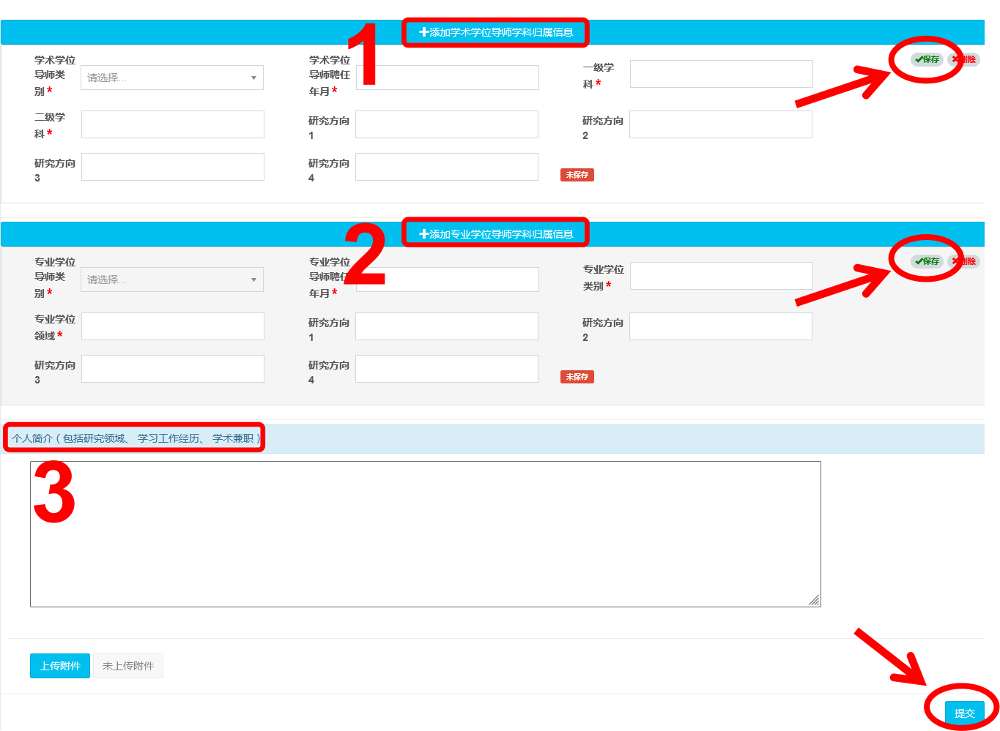 添加学术学位导师学科归属信息
1
学术学位
导师类
别*
请选择...
学术学位
导师聘任
年月*
一级学
科*
保存
删除
二级学
科*
研究方向
1
研究方向
2
研究方向
3
研究方向
4
未保存
添加专业学位导师学科归属信息
2
专业学位
导师类
别*
请选择...
专业学位
导师聘任
年月*
专业学位
类别*
保存
删除
专业学位
领域*
研究方向
1
研究方向
2
研究方向
3
研究方向
4
未保存
个人简介（包括研究领域、 学习工作经历、 学术兼职）
3
上传附件
未上传附件
提交